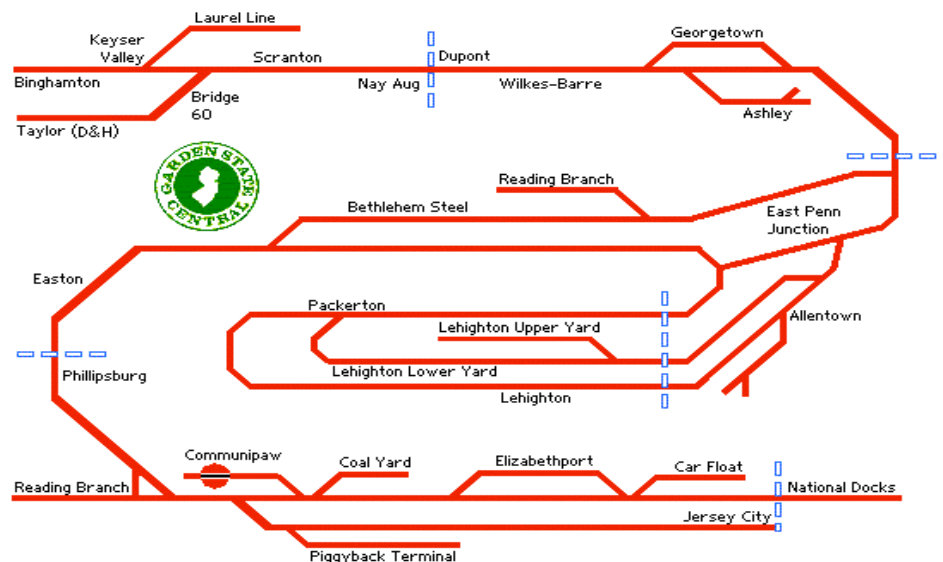 Laurel Line
Keyser
Valley
Scranton
Dupont
Georgetown
Binghamton
Nay Aug
Wilkes-Barre
Bridge
60
Ashley
Taylor (D&H)
GARDEN STATE
CENTRAL
Reading Branch
Bethlehem Steel
East Penn
Junction
Easton
Packerton
Lehighton Upper Yard
Allentown
Phillipsburg
Lehighton Lower Yard
Lehighton
Communipaw
Coal Yard
Elizabethport
Car Float
Reading Branch
National Docks
Jersey City
Piggyback Terminal